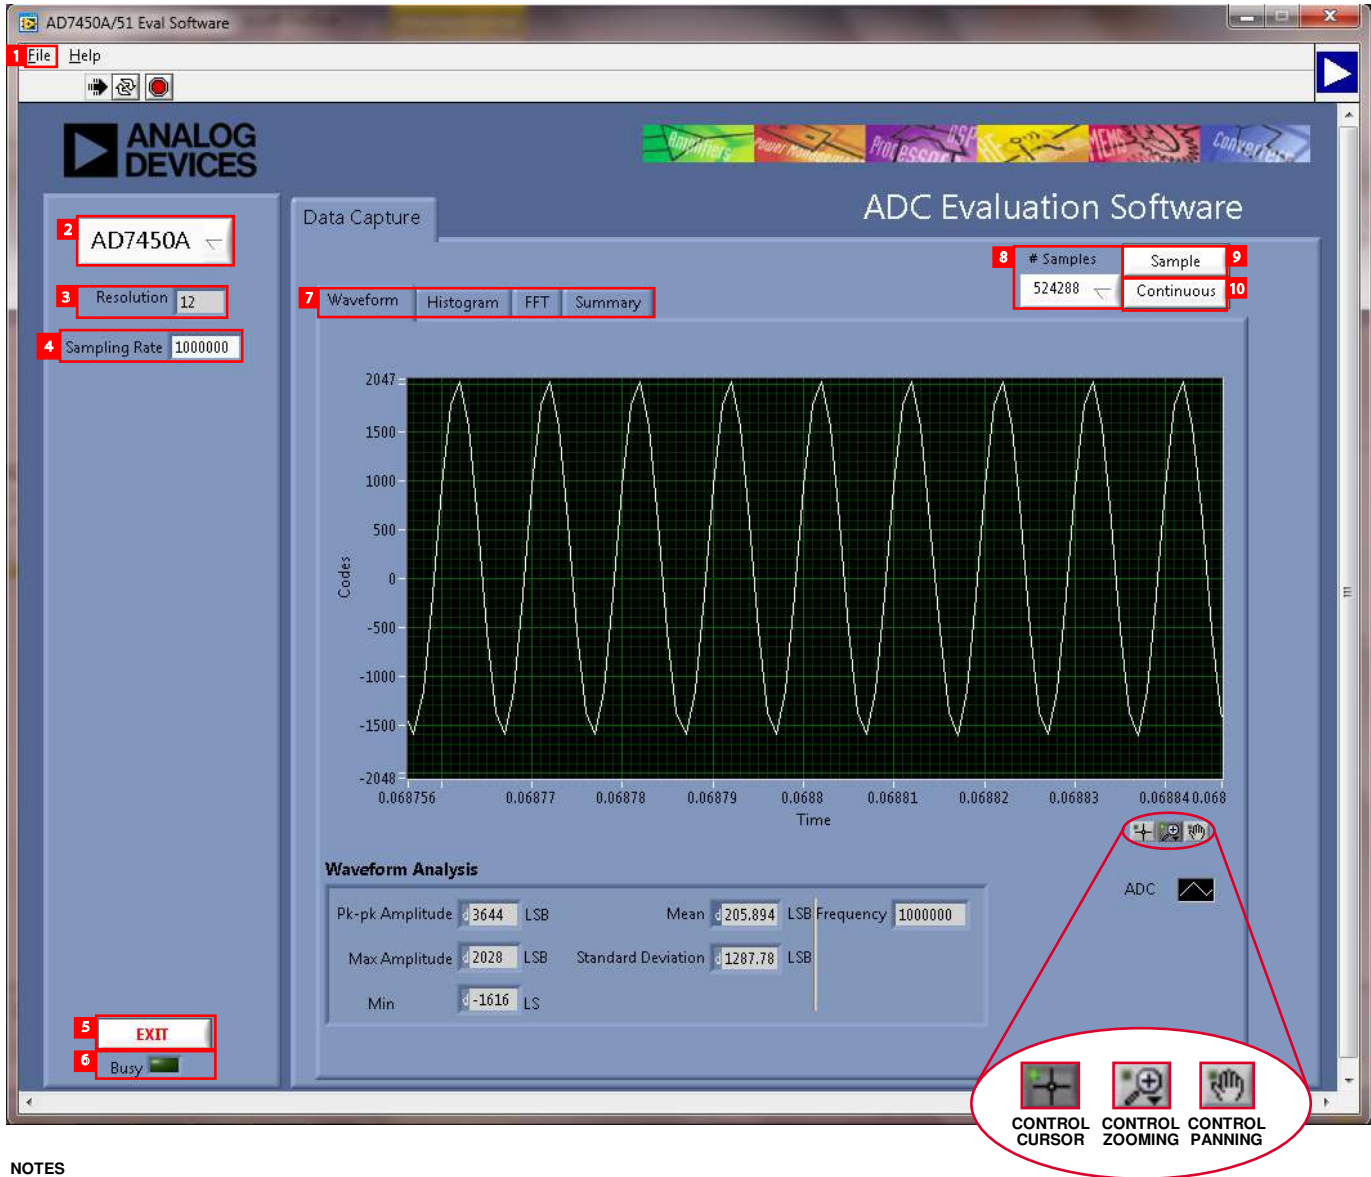 AD7450A/51 Eval Software
1 File Help
ANALOG
DEVICES
Amplifiers Power Management Processor DSP RF MEMS Converters
ADC Evaluation Software
Data Capture
2 AD7450A
3 Resolution 12
4 Sampling Rate 1000000
8 # Samples
524288
Sample 9
Continuous 10
7 Waveform Histogram FFT Summary
2047
1500
1000
500
0
-500
-1000
-1500
-2048
Codes
0.068756 0.06877 0.06878 0.06879 0.0688 0.06881 0.06882 0.06883 0.06884 0.068
Time
Waveform Analysis
Pk-pk Amplitude 3644 LSB
Max Amplitude 2028 LSB
Min -1616 LS
Mean 205.894 LSB
Standard Deviation 1287.78 LSB
Frequency 1000000
ADC
5 EXIT
6 Busy
CONTROL CURSOR
CONTROL ZOOMING
CONTROL PANNING
NOTES